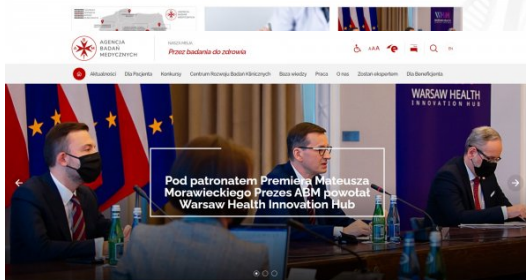 AGENCJA
BADAŃ
MEDYCZNYCH
Przez badania do zdrowia
AAA
EN
Aktualności Dla Pacjenta Konkursy Centrum Rozwoju Badań Klinicznych Baza wiedzy Praca O nas Zostań ekspertem Dla Beneficjenta
WARSAW HEALTH
INNOVATION HUB
Pod patronatem Premiera Mateusza
Morawieckiego Prezes ABM powołał
Warsaw Health Innovation Hub